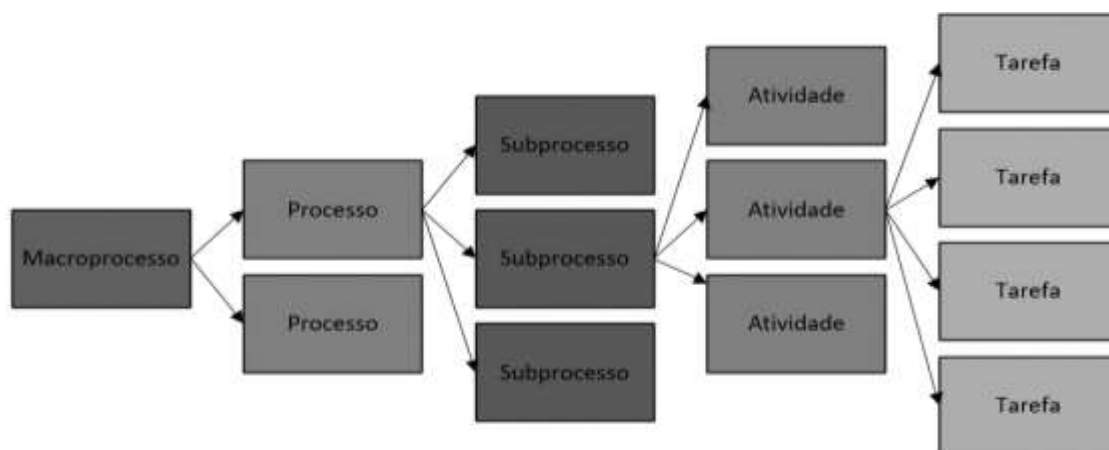 Macroprocesso
Processo
Processo
Subprocesso
Subprocesso
Subprocesso
Atividade
Atividade
Atividade
Tarefa
Tarefa
Tarefa
Tarefa